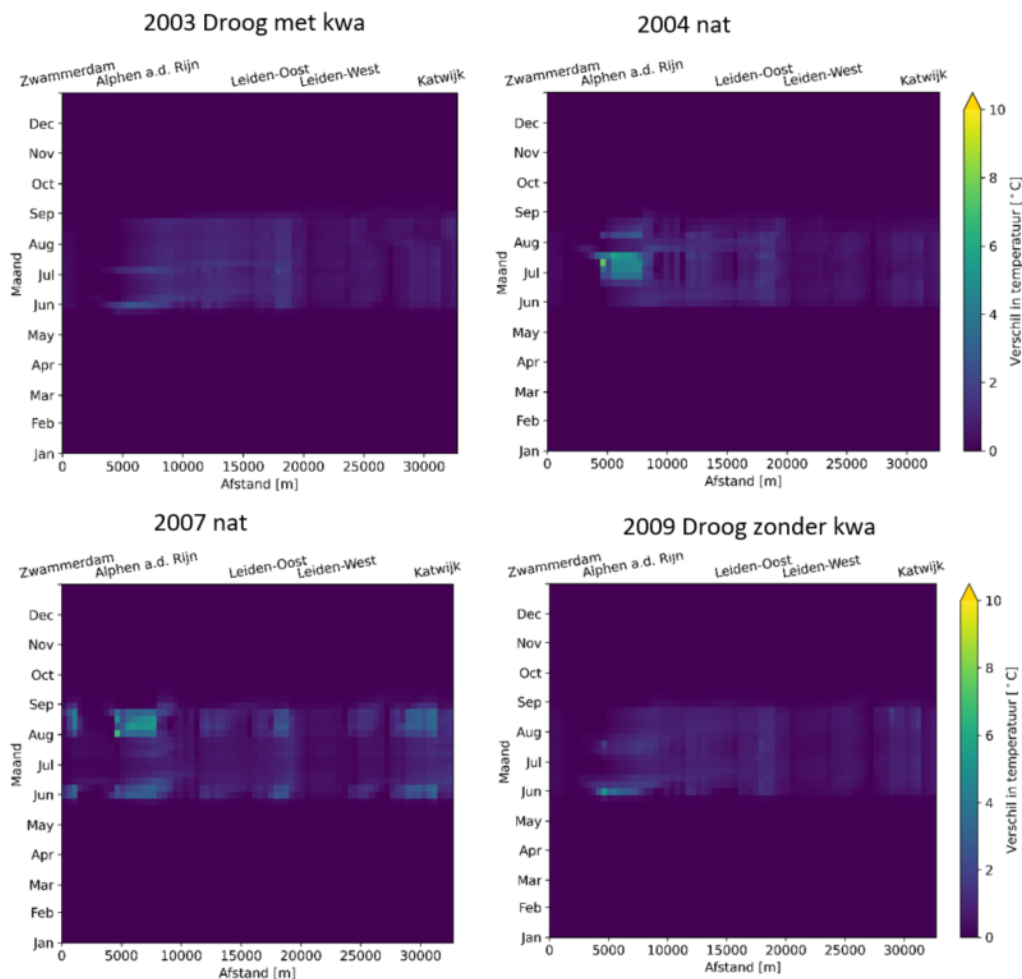 2003 Droog met kwa
Zwammerdam
Alphen a.d. Rijn
Leiden-Oost
Leiden-West
Katwijk
Dec
Nov
Oct
Sep
Aug
Jul
Jun
May
Apr
Mar
Feb
Jan
Maand
0 5000 10000 15000 20000 25000 30000
Afstand [m]
2004 nat
Zwammerdam
Alphen a.d. Rijn
Leiden-Oost
Leiden-West
Katwijk
Dec
Nov
Oct
Sep
Aug
Jul
Jun
May
Apr
Mar
Feb
Jan
Maand
0 5000 10000 15000 20000 25000 30000
Afstand [m]
10
8
6
4
2
0
Verschil in temperatuur [°C]
2007 nat
Zwammerdam
Alphen a.d. Rijn
Leiden-Oost
Leiden-West
Katwijk
Dec
Nov
Oct
Sep
Aug
Jul
Jun
May
Apr
Mar
Feb
Jan
Maand
0 5000 10000 15000 20000 25000 30000
Afstand [m]
2009 Droog zonder kwa
Zwammerdam
Alphen a.d. Rijn
Leiden-Oost
Leiden-West
Katwijk
Dec
Nov
Oct
Sep
Aug
Jul
Jun
May
Apr
Mar
Feb
Jan
Maand
0 5000 10000 15000 20000 25000 30000
Afstand [m]
10
8
6
4
2
0
Verschil in temperatuur [°C]